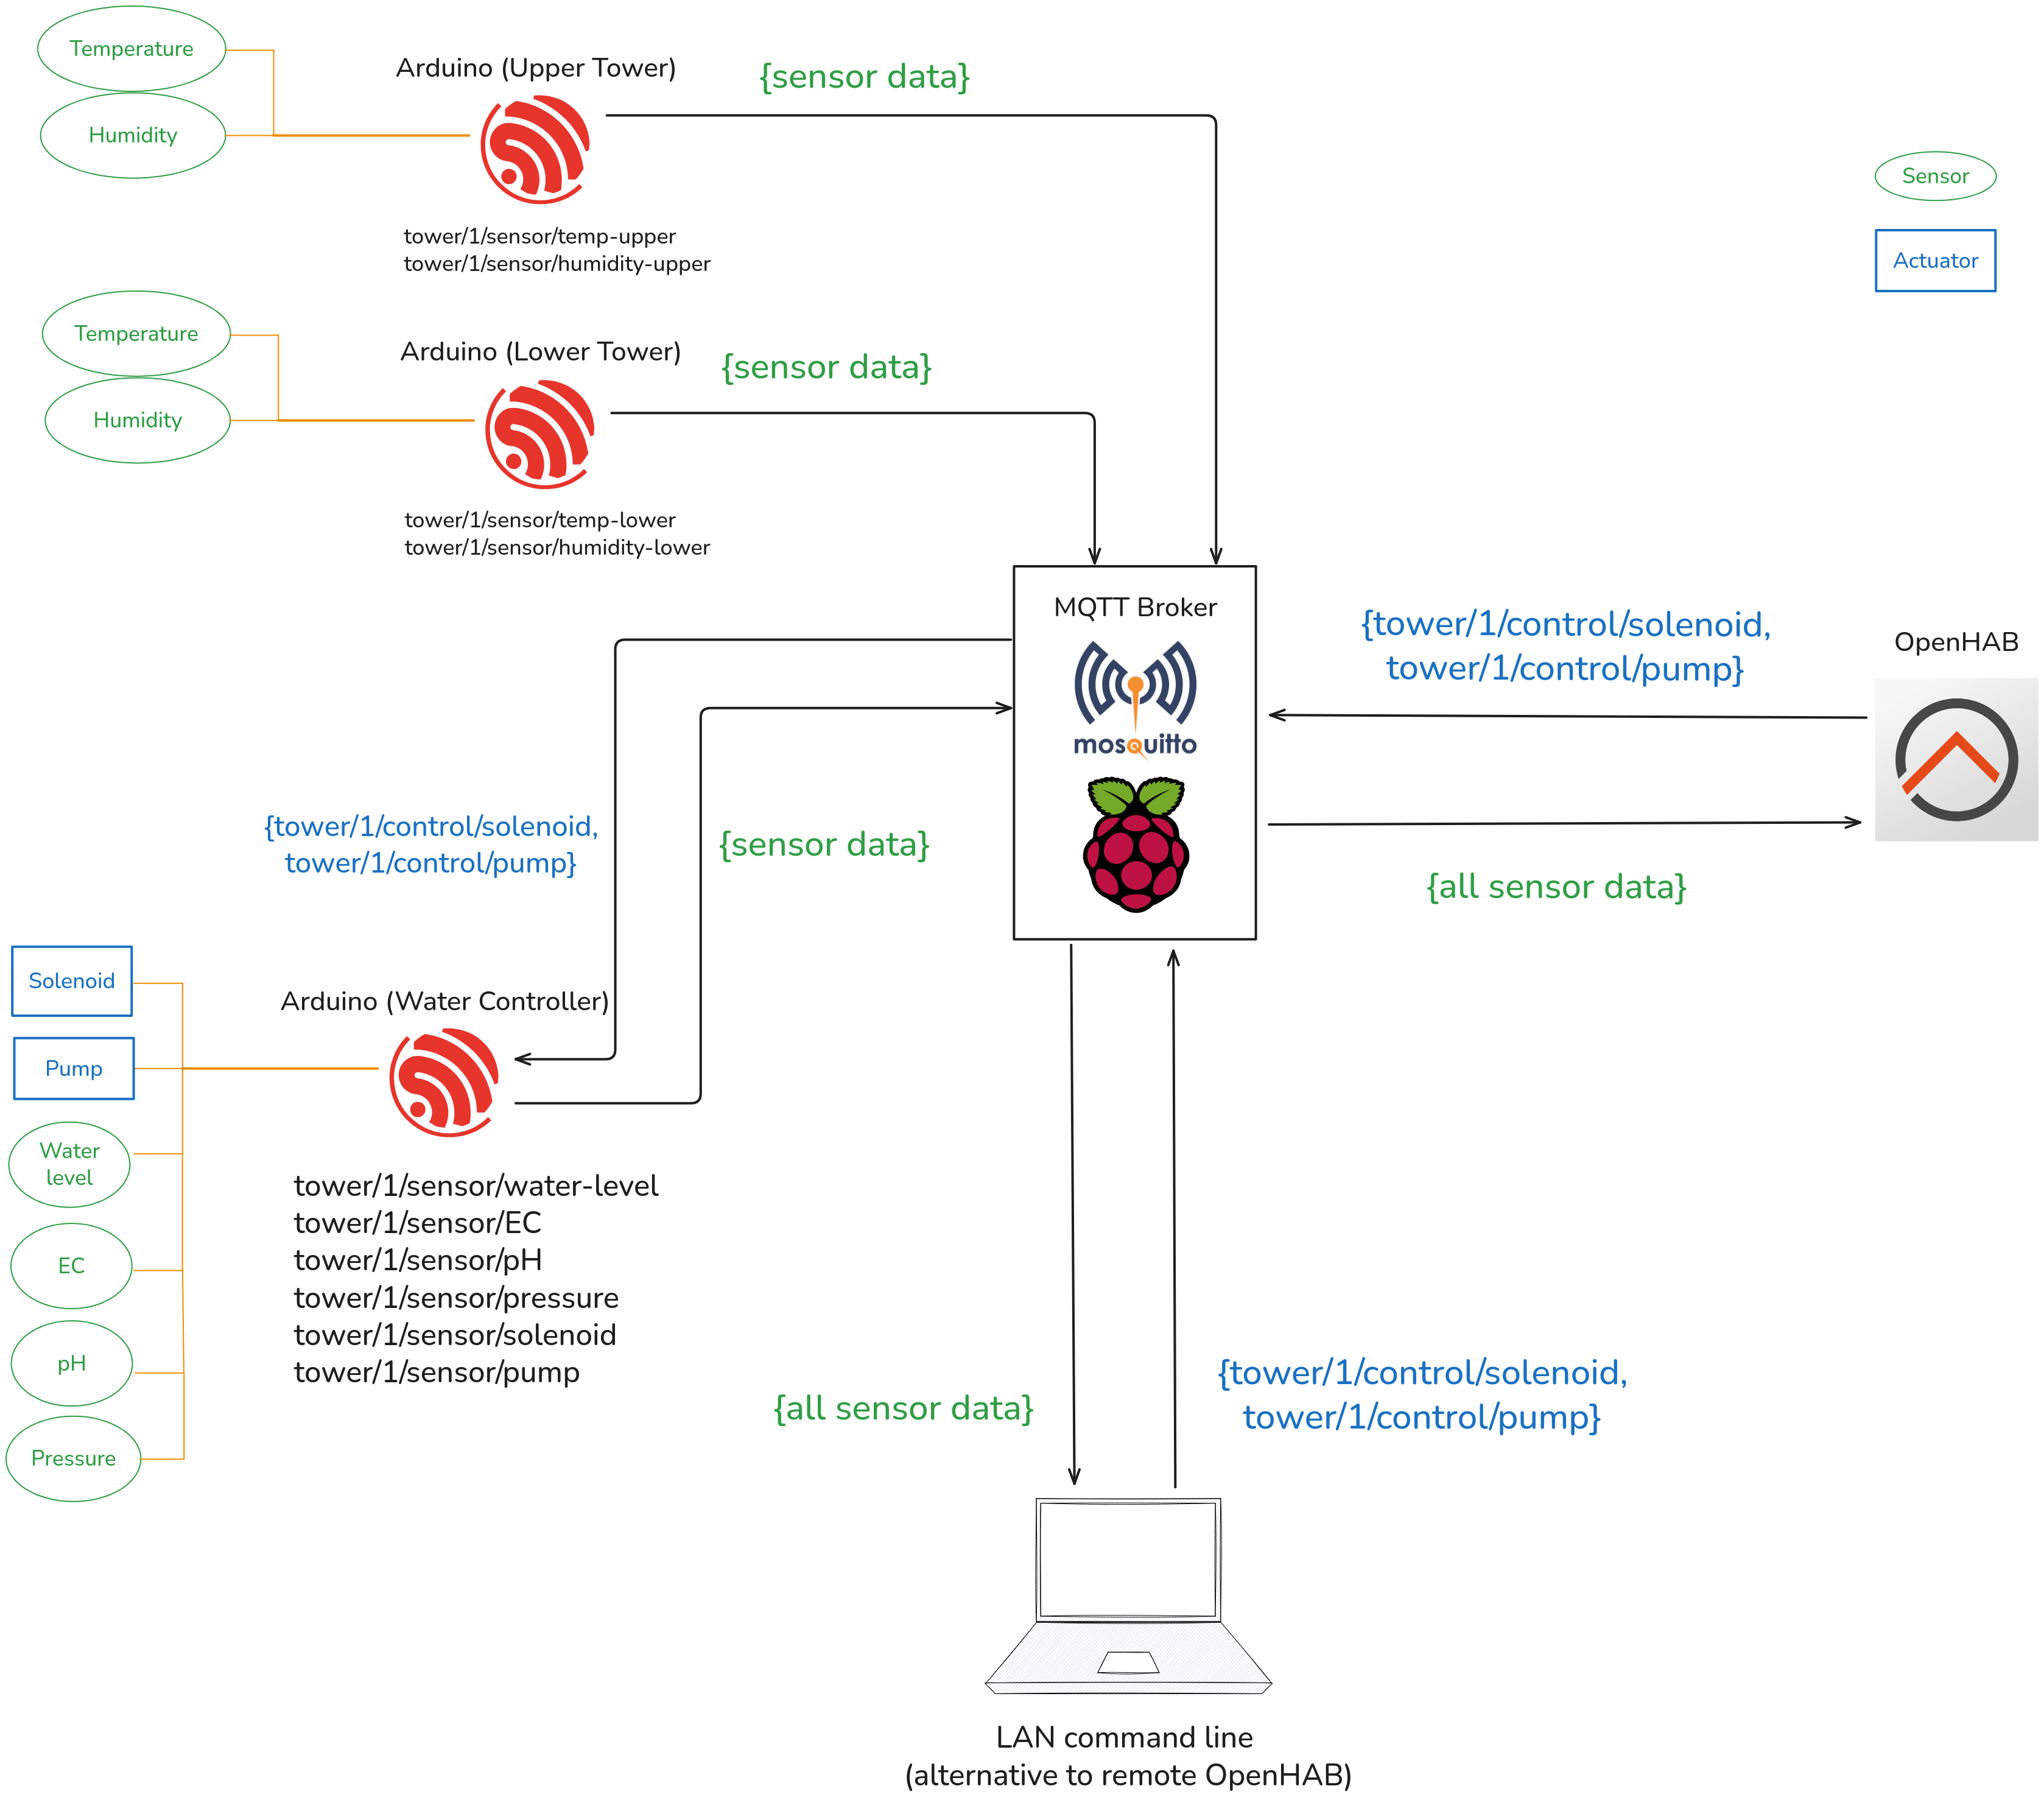 Temperature
Humidity
Arduino (Upper Tower)
{sensor data}
tower/1/sensor/temp-upper
tower/1/sensor/humidity-upper
Sensor
Actuator
Temperature
Humidity
Arduino (Lower Tower)
{sensor data}
tower/1/sensor/temp-lower
tower/1/sensor/humidity-lower
MQTT Broker
mosquitto
{tower/1/control/solenoid,
tower/1/control/pump}
OpenHAB
{all sensor data}
{tower/1/control/solenoid,
tower/1/control/pump}
{sensor data}
Solenoid
Pump
Water
level
EC
pH
Pressure
Arduino (Water Controller)
tower/1/sensor/water-level
tower/1/sensor/EC
tower/1/sensor/pH
tower/1/sensor/pressure
tower/1/sensor/solenoid
tower/1/sensor/pump
{all sensor data}
{tower/1/control/solenoid,
tower/1/control/pump}
LAN command line
(alternative to remote OpenHAB)